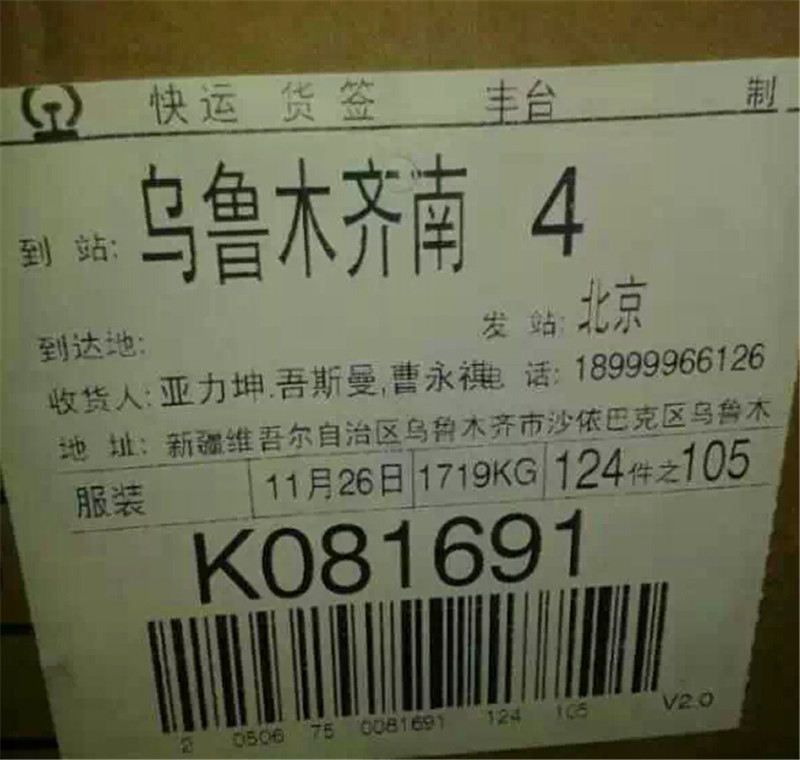 快运 货签 丰台 制
到 站: 乌鲁木齐南 4
到达地: 发 站: 北京
收货人: 亚力坤.吾斯曼,曹永祺 电 话: 18999966126
地 址: 新疆维吾尔自治区乌鲁木齐市沙依巴克区乌鲁木
服装 11月26日 1719KG 124件之105
K081691
2 0506 75 0081691 124 105 V2.0